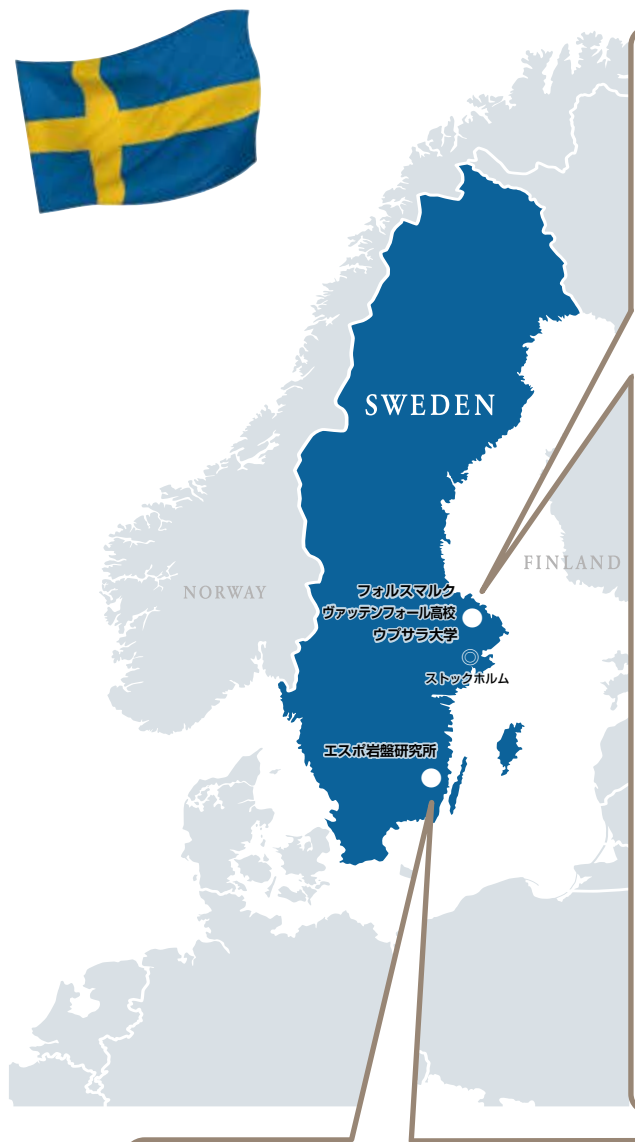 SWEDEN
FINLAND
NORWAY
フォルスマルク
ヴァッテンフォール高校
ウプサラ大学
ストックホルム
エスポ岩盤研究所